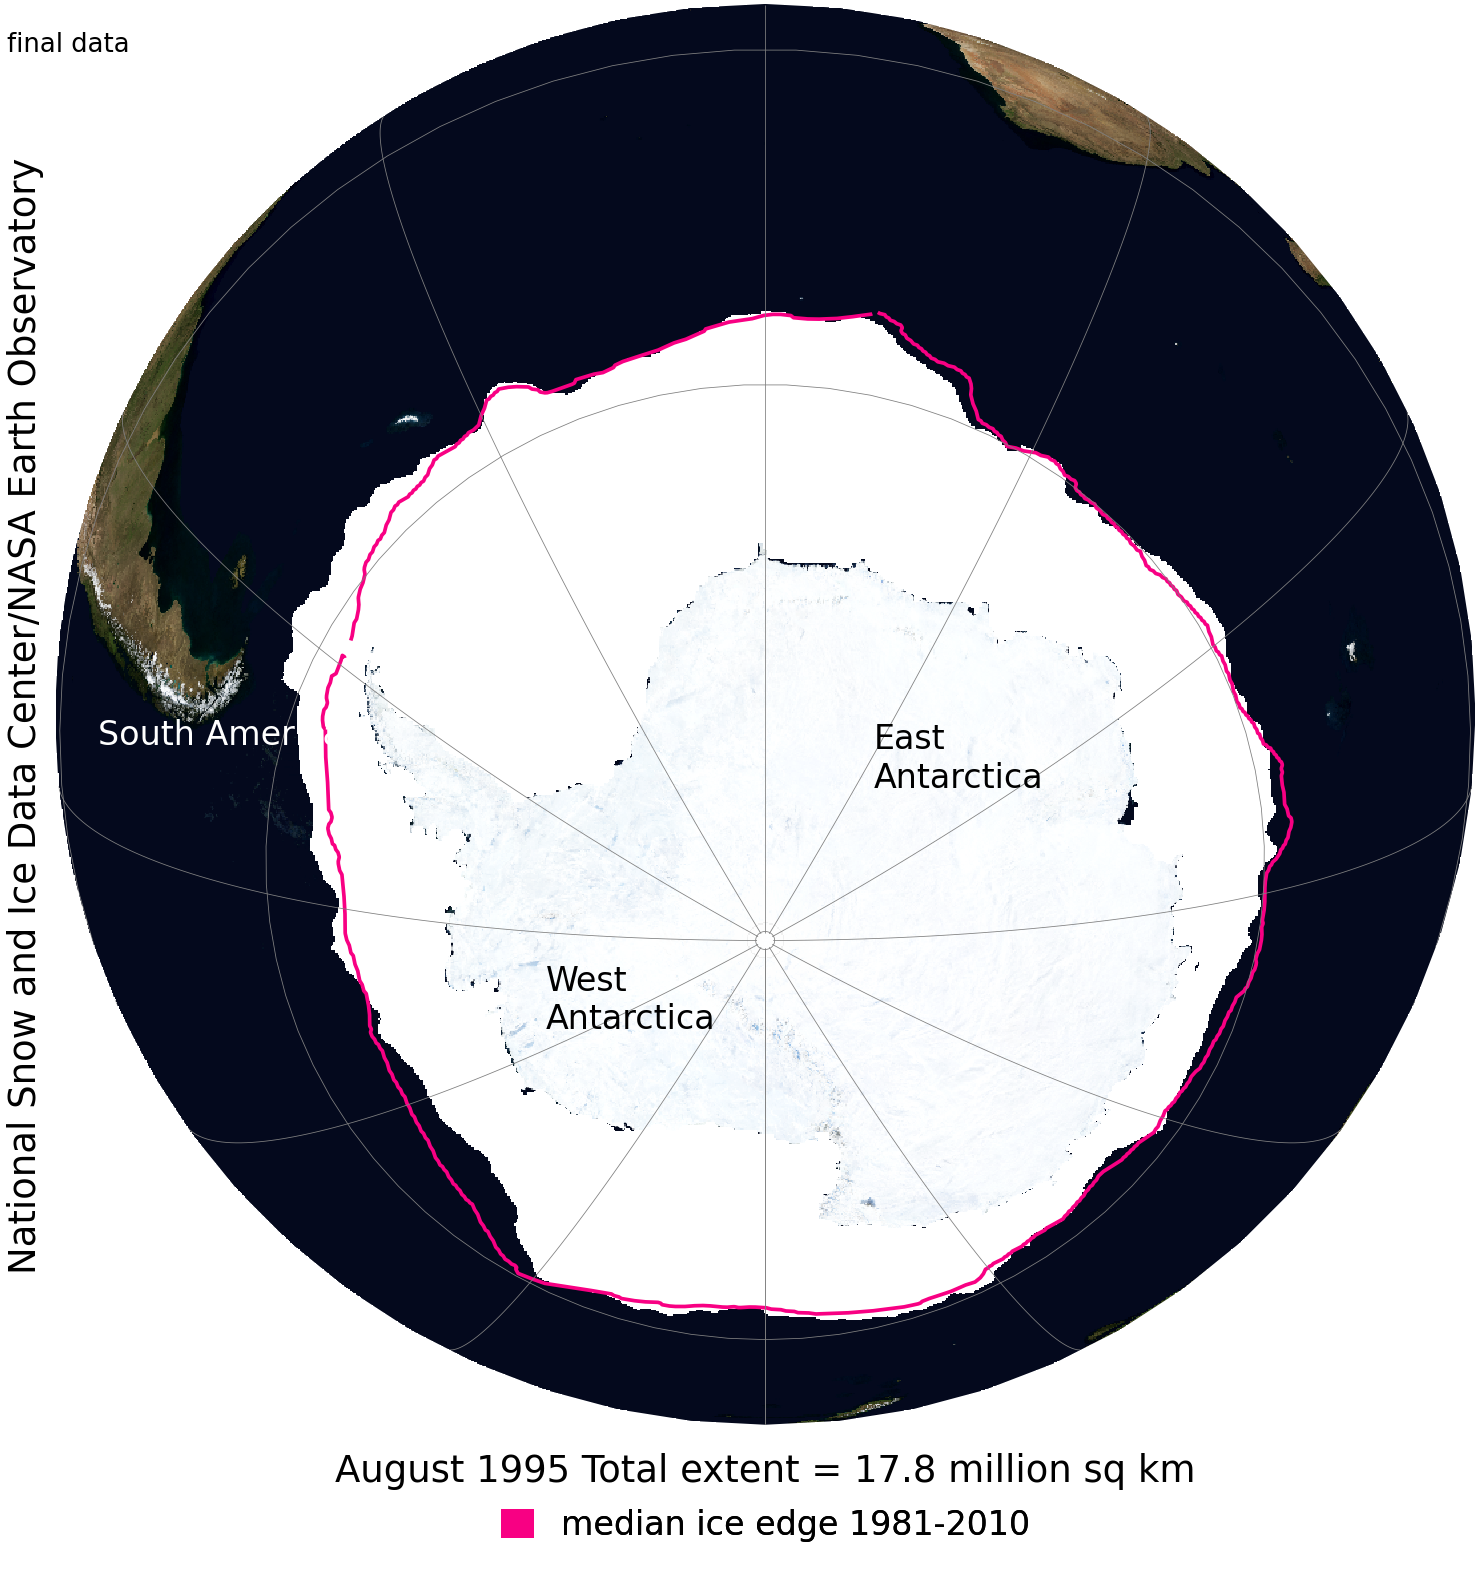 final data
National Snow and Ice Data Center/NASA Earth Observatory
South Amer
East
Antarctica
West
Antarctica
August 1995 Total extent = 17.8 million sq km
median ice edge 1981-2010